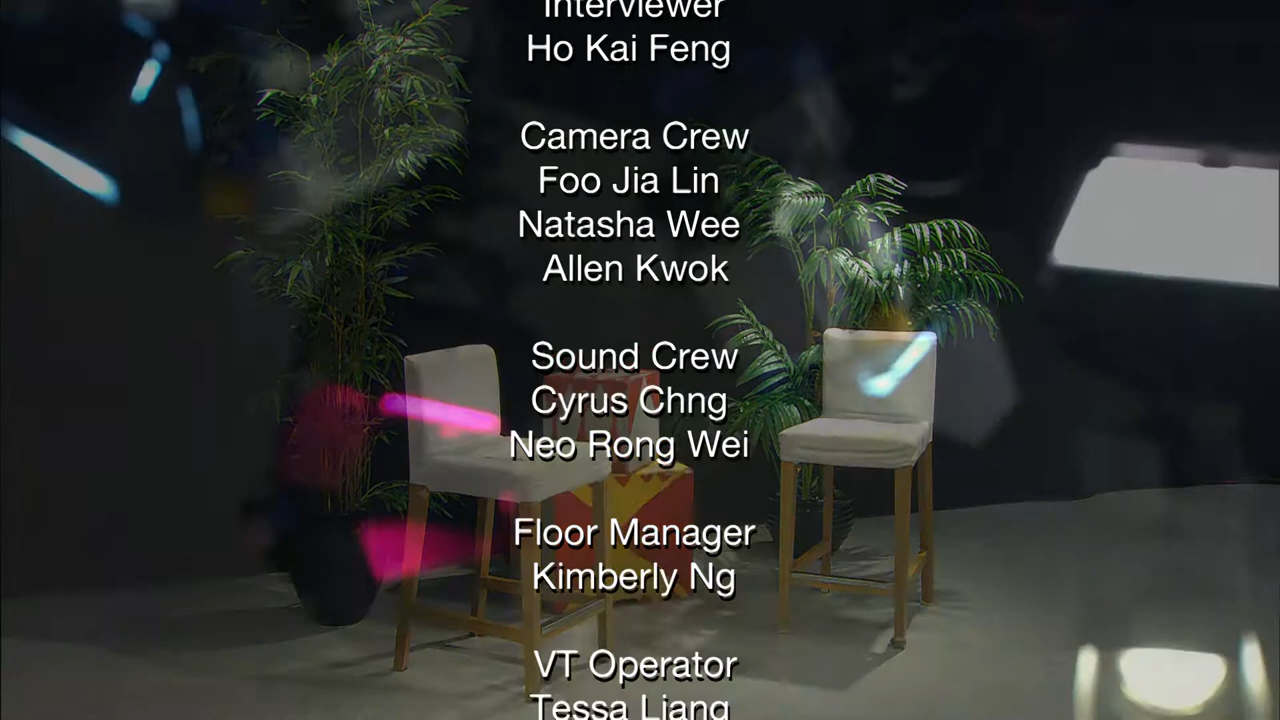 Interviewer
Ho Kai Feng
Camera Crew
Foo Jia Lin
Natasha Wee
Allen Kwok
Sound Crew
Cyrus Chng
Neo Rong Wei
Floor Manager
Kimberly Ng
VT Operator
Tessa Liang